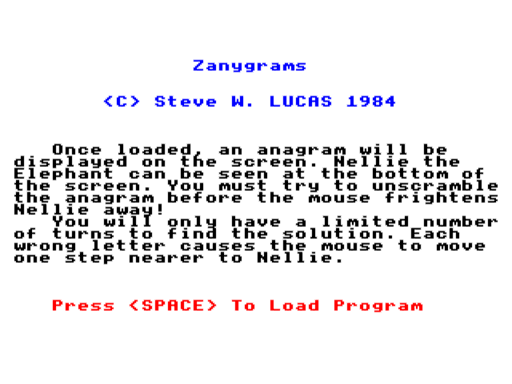 Zanygrams
<C> Steve W. LUCAS 1984
Once loaded, an anagram will be
displayed on the screen. Nellie the
Elephant can be seen at the bottom of
the screen. You must try to unscramble
the anagram before the mouse frightens
Nellie away!
You will only have a limited number
of turns to find the solution. Each
wrong letter causes the mouse to move
one step nearer to Nellie.
Press <SPACE> To Load Program